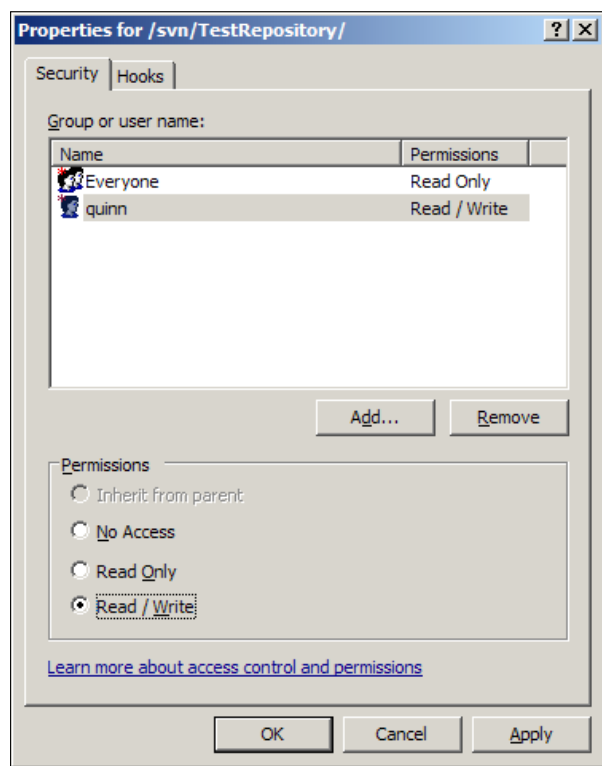 Properties for /svn/TestRepository/
Security Hooks
Group or user name:
Name Permissions
Everyone Read Only
quinn Read / Write
Add... Remove
Permissions
Inherit from parent
No Access
Read Only
Read / Write
Learn more about access control and permissions
OK Cancel Apply